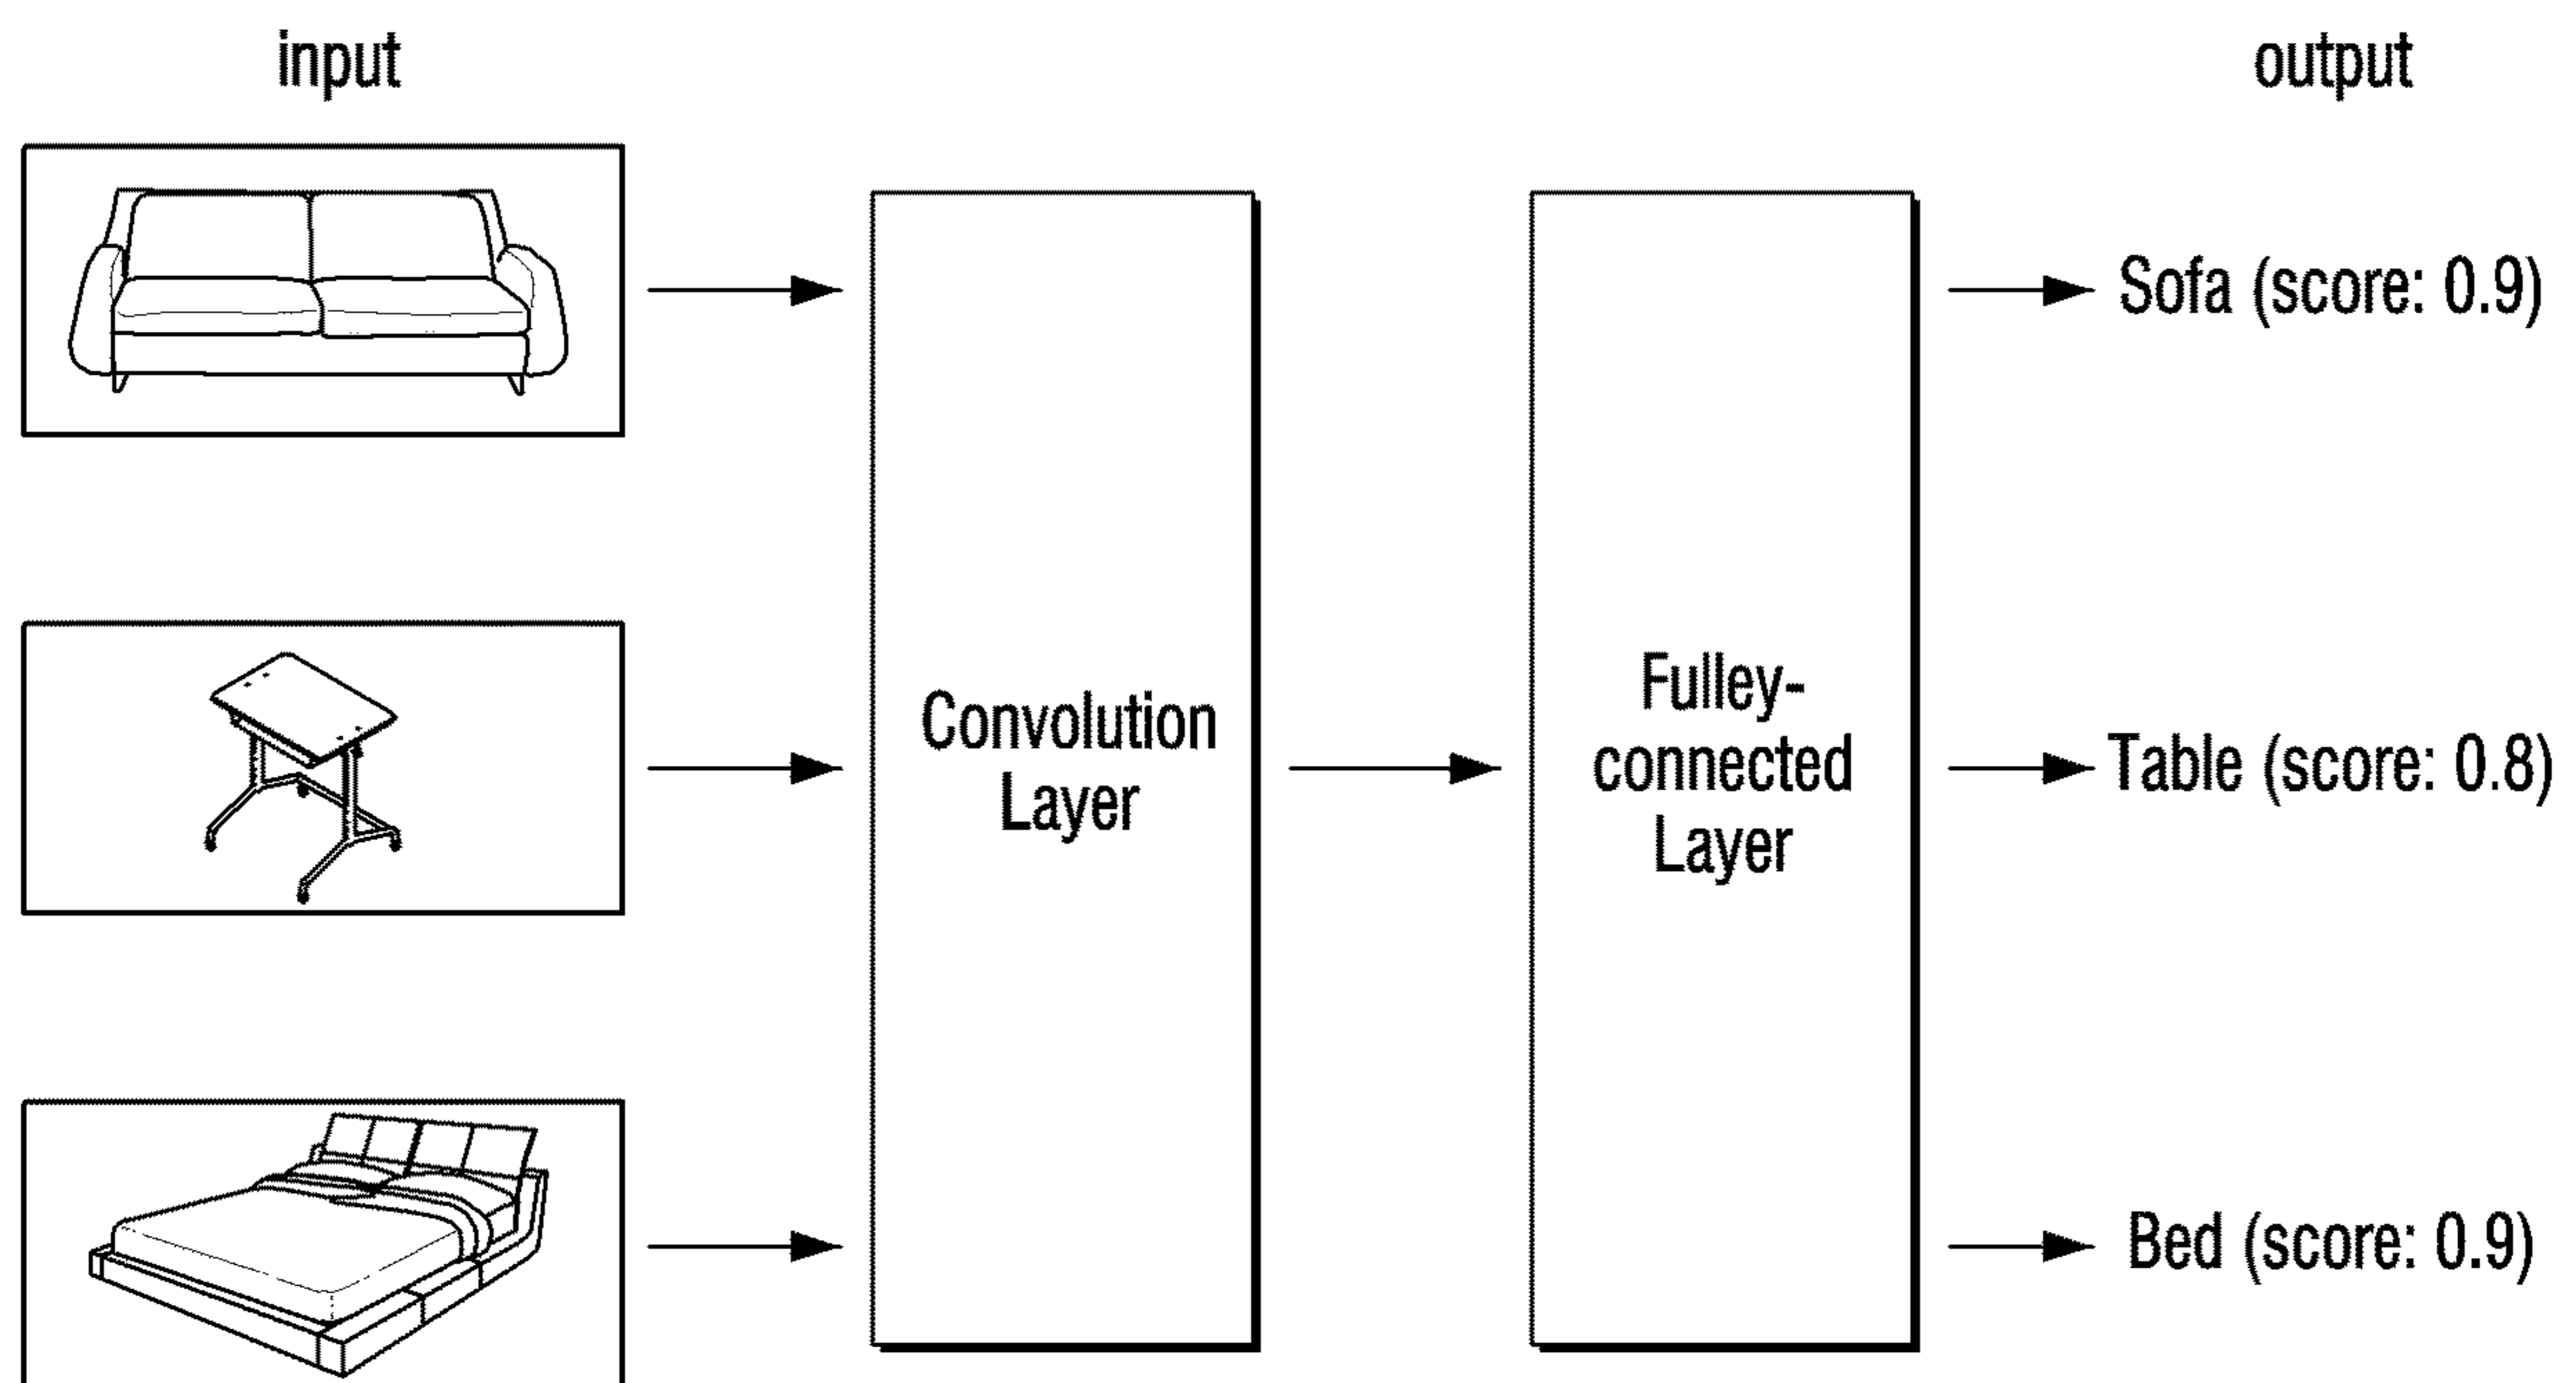 input
output
Sofa (score: 0.9)
Convolution
Layer
Fulley-
connected
Layer
Table (score: 0.8)
Bed (score: 0.9)